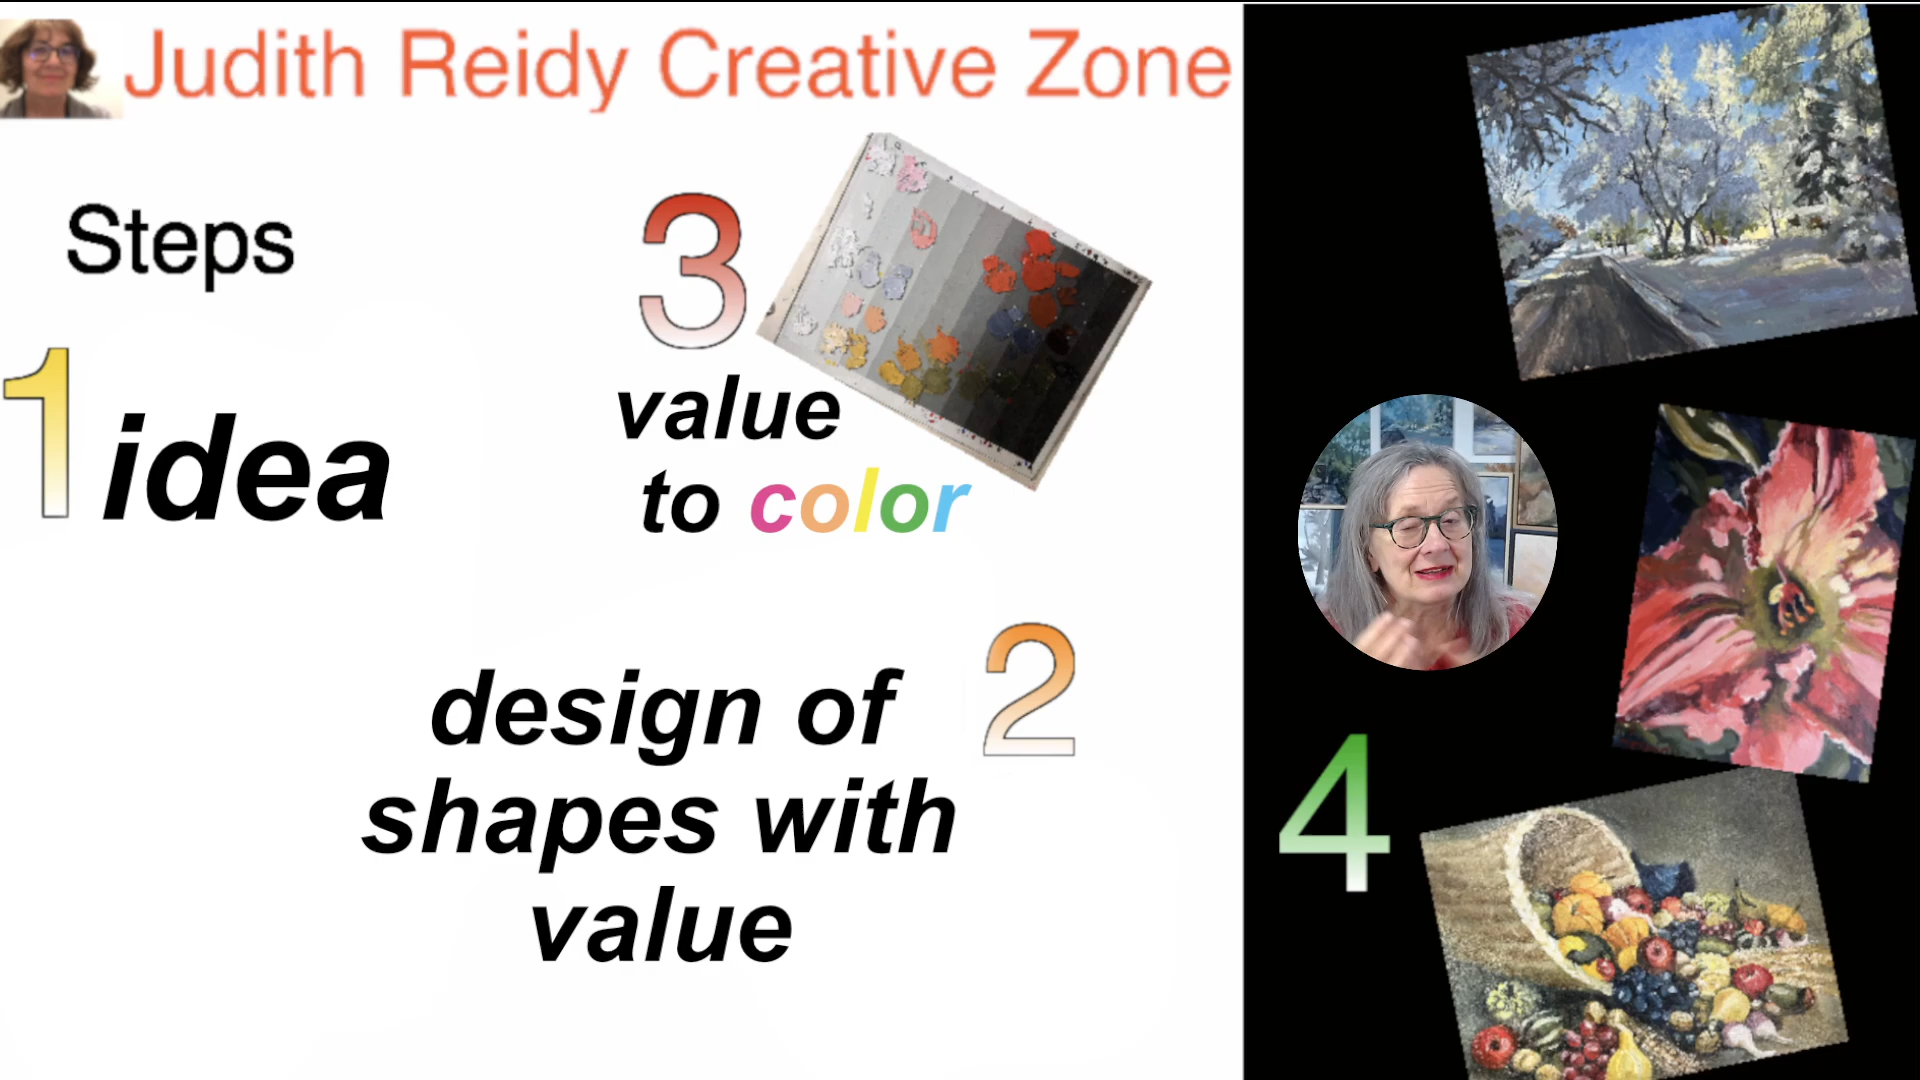 Judith Reidy Creative Zone
Steps
1
idea
3
value
to color
2
design of
shapes with
value
4